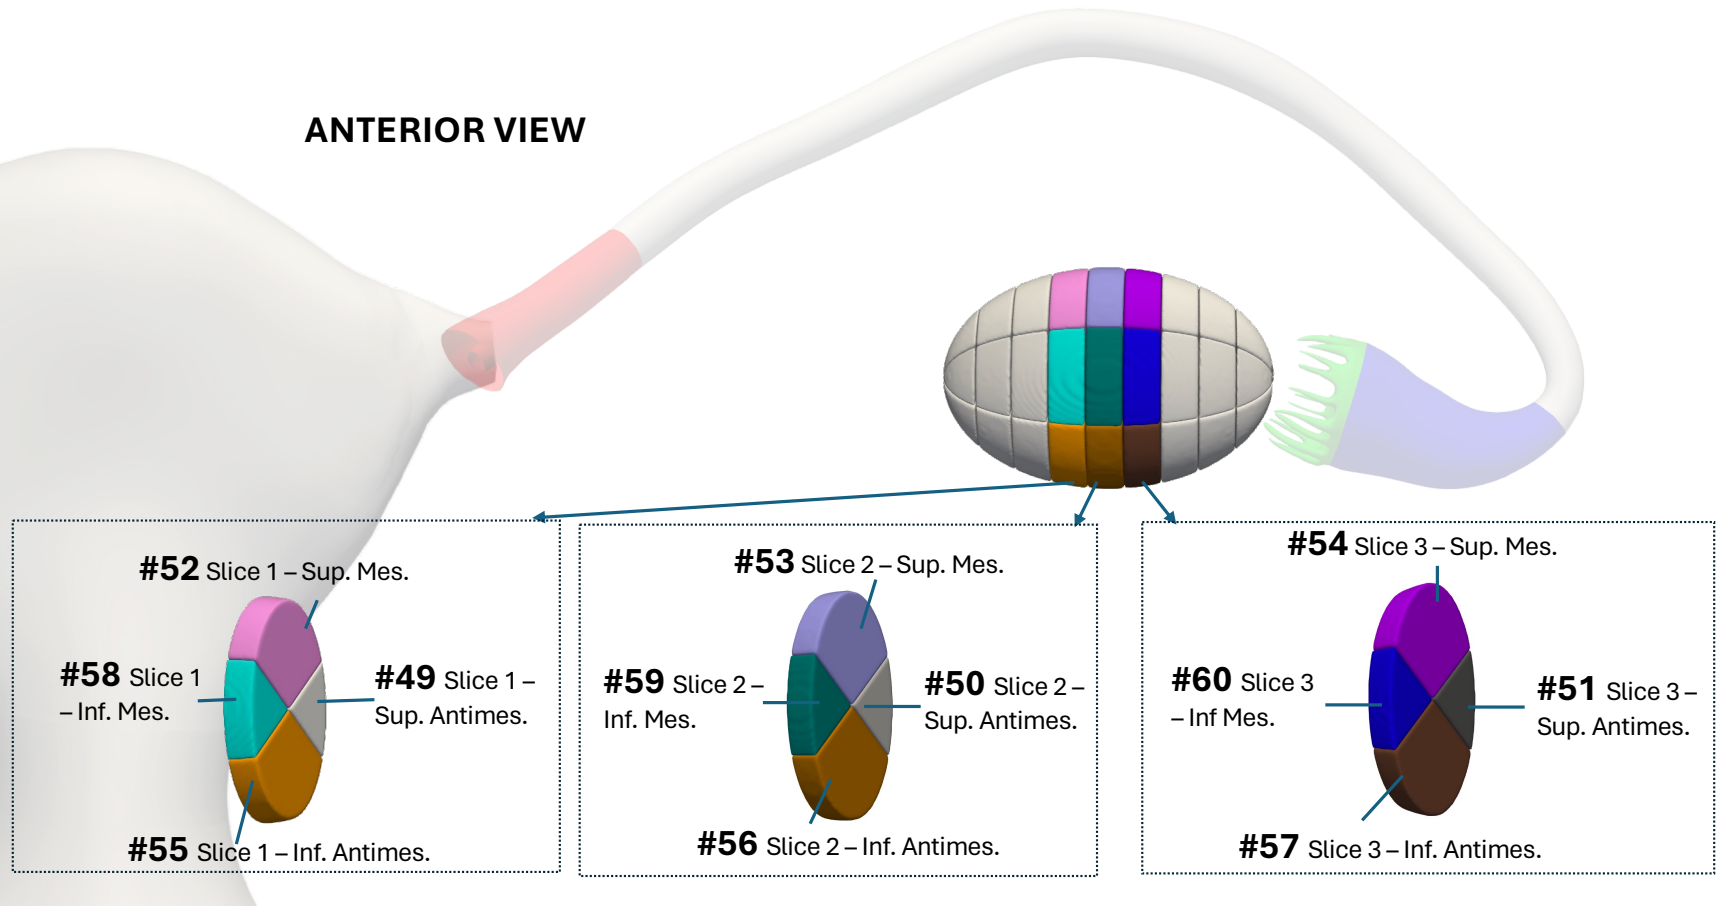 ANTERIOR VIEW
#52 Slice 1 – Sup. Mes.
#58 Slice 1
– Inf. Mes.
#49 Slice 1 –
Sup. Antimes.
#55 Slice 1 – Inf. Antimes.
#53 Slice 2 – Sup. Mes.
#59 Slice 2 –
Inf. Mes.
#50 Slice 2 –
Sup. Antimes.
#56 Slice 2 – Inf. Antimes.
#54 Slice 3 – Sup. Mes.
#60 Slice 3
– Inf Mes.
#51 Slice 3 –
Sup. Antimes.
#57 Slice 3 – Inf. Antimes.